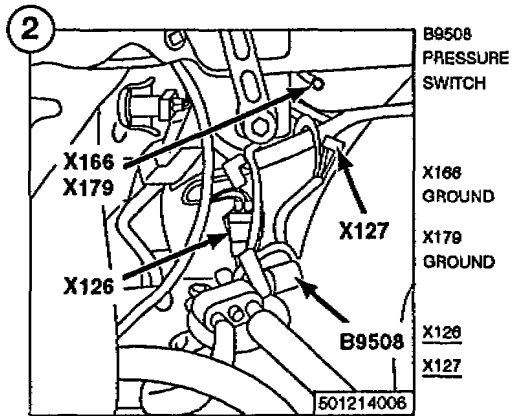 2
B9508
PRESSURE
SWITCH
X166
X179
X166
GROUND
X127
X179
GROUND
X126
B9508
X126
X127
501214006